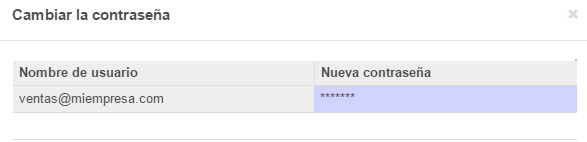 Cambiar la contraseña ×
Nombre de usuario Nueva contraseña
ventas@miempresa.com *******